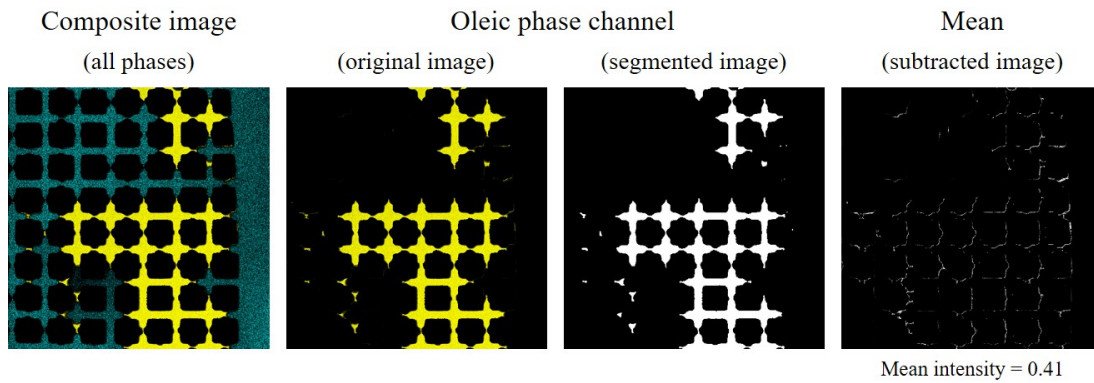 Composite image
(all phases)
Oleic phase channel
(original image)
(segmented image)
Mean
(subtracted image)
Mean intensity = 0.41